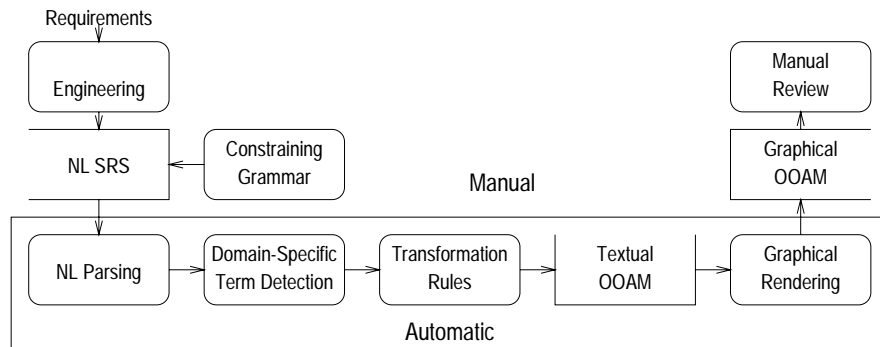 Requirements
Engineering
Manual
Review
NL SRS
Constraining
Grammar
Graphical
OOAM
Manual
NL Parsing
Domain-Specific
Term Detection
Transformation
Rules
Textual
OOAM
Graphical
Rendering
Automatic